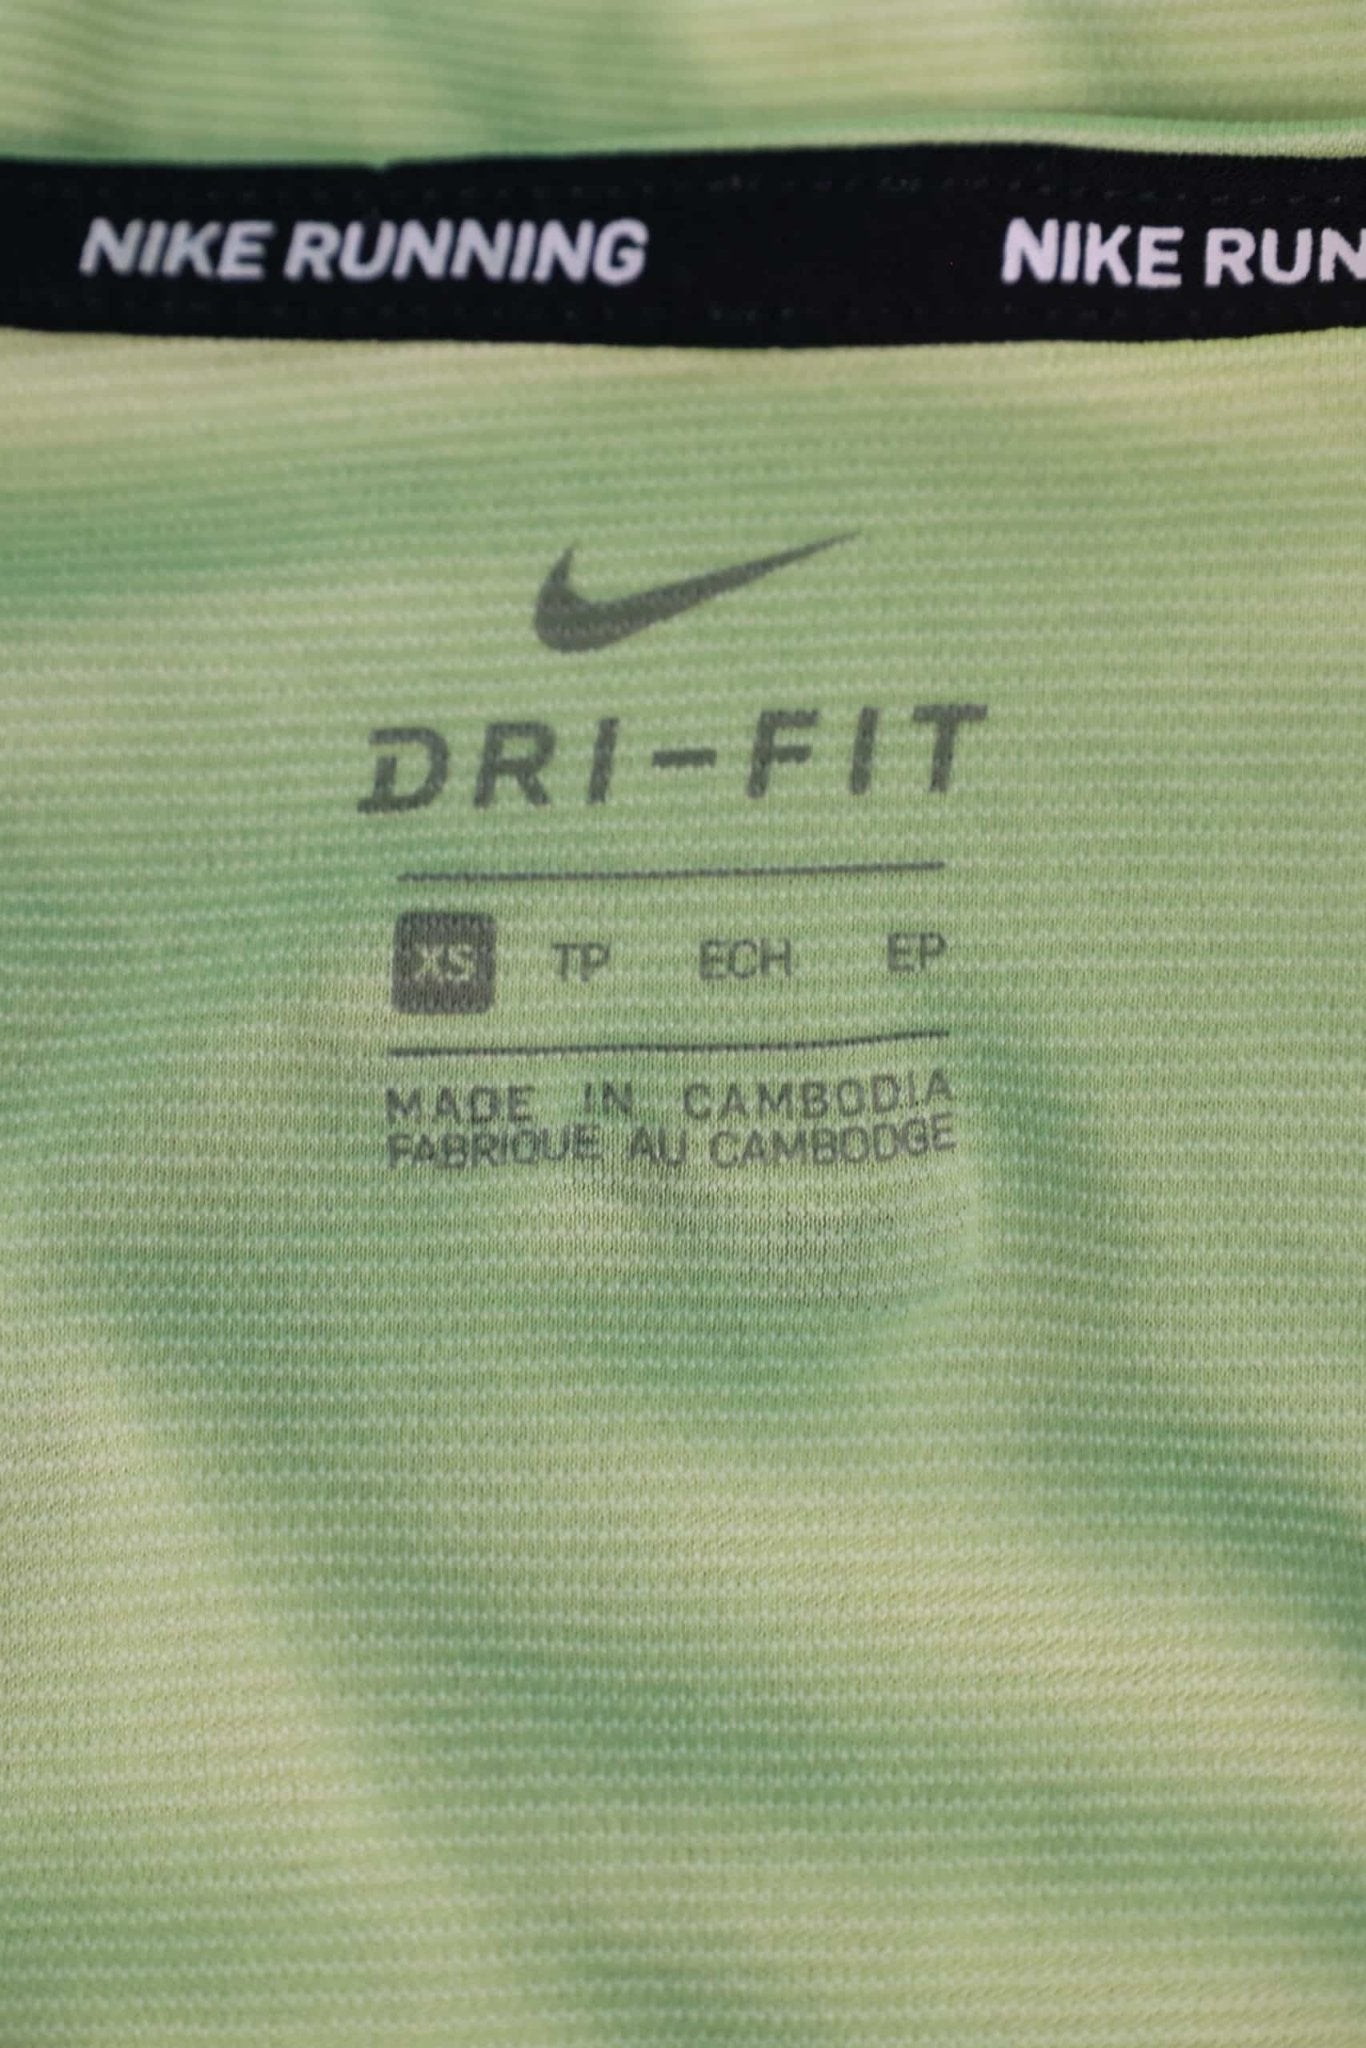 NIKE RUNNING NIKE RUN
DRI-FIT
XS TP ECH EP
MADE IN CAMBODIA
FABRIQUE AU CAMBODGE